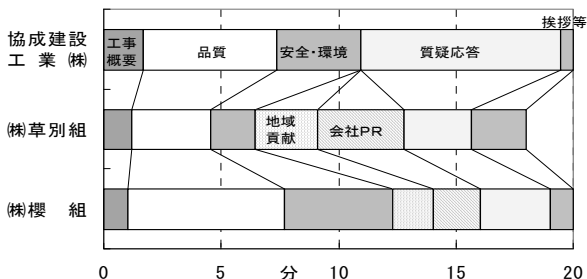 挨拶等
協成建設
工業㈱
工事
概要
品質
安全・環境
質疑応答
㈱草別組
地域
貢献
会社PR
㈱櫻組
0 5 分 10 15 20